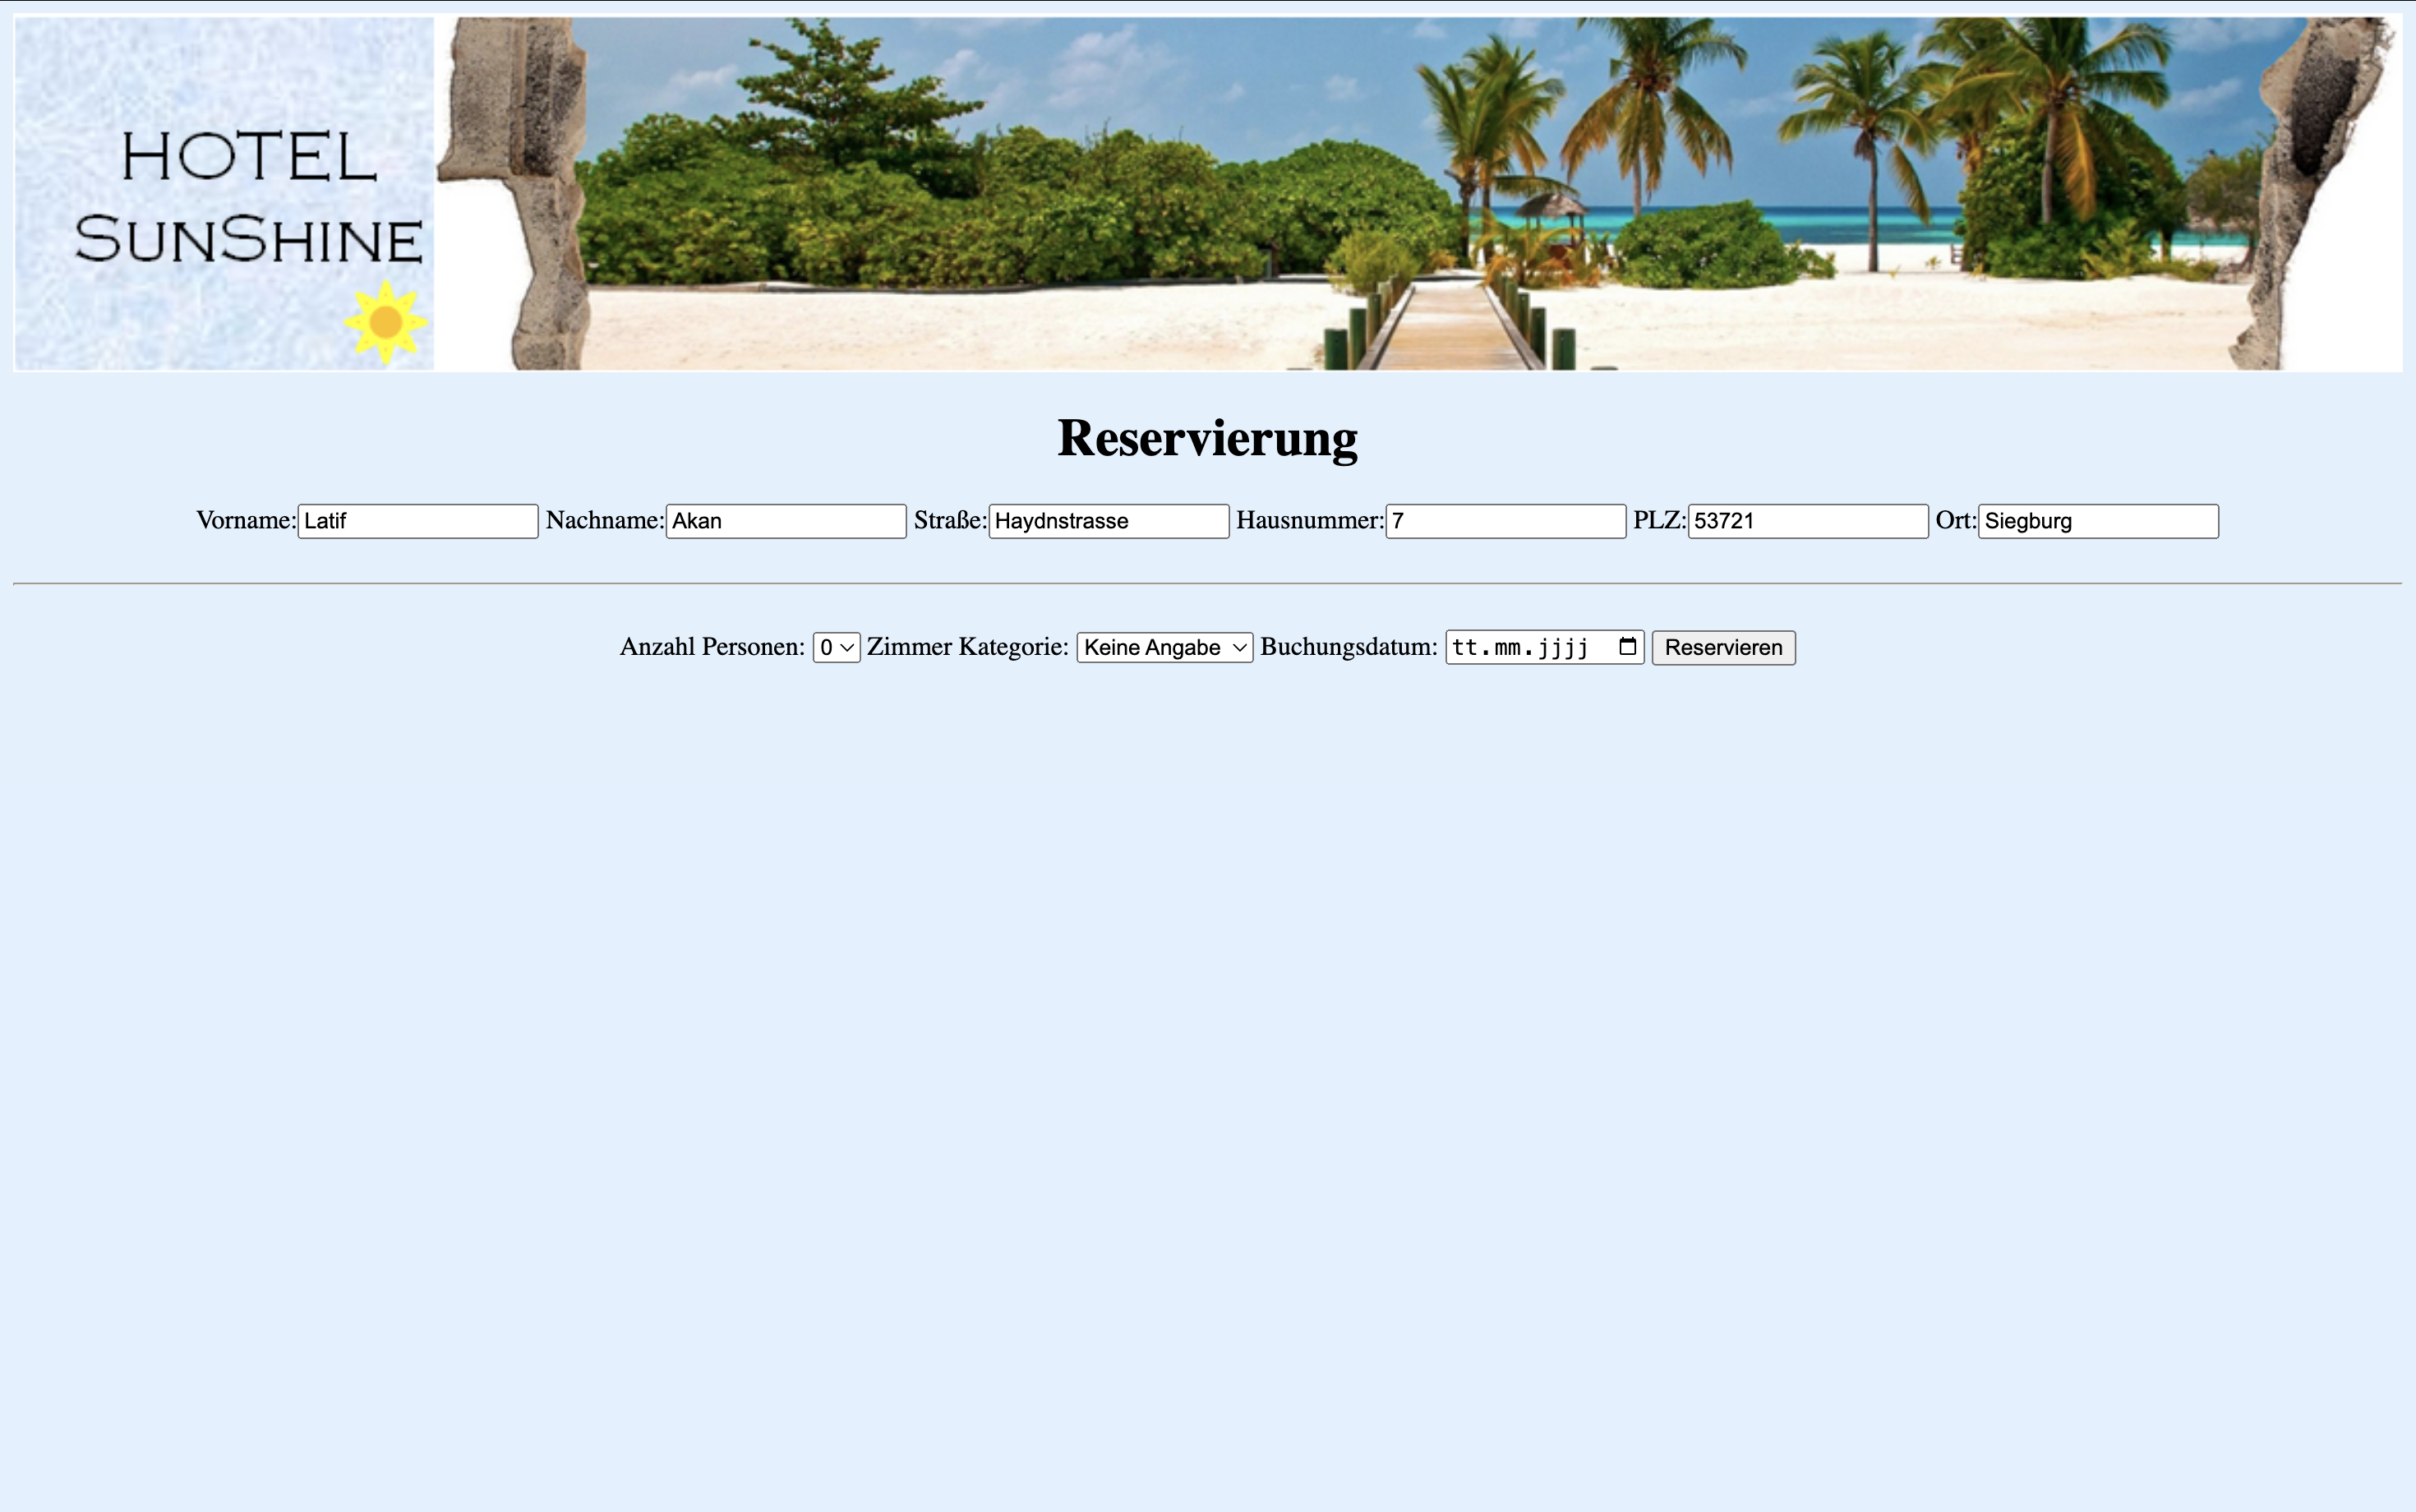 HOTEL
SUNSHINE
Reservierung
Vorname: Latif Nachname: Akan Straße: Haydnstrasse Hausnummer: 7 PLZ: 53721 Ort: Siegburg
Anzahl Personen: 0 Zimmer Kategorie: Keine Angabe Buchungsdatum: tt.mm.jjjj Reservieren